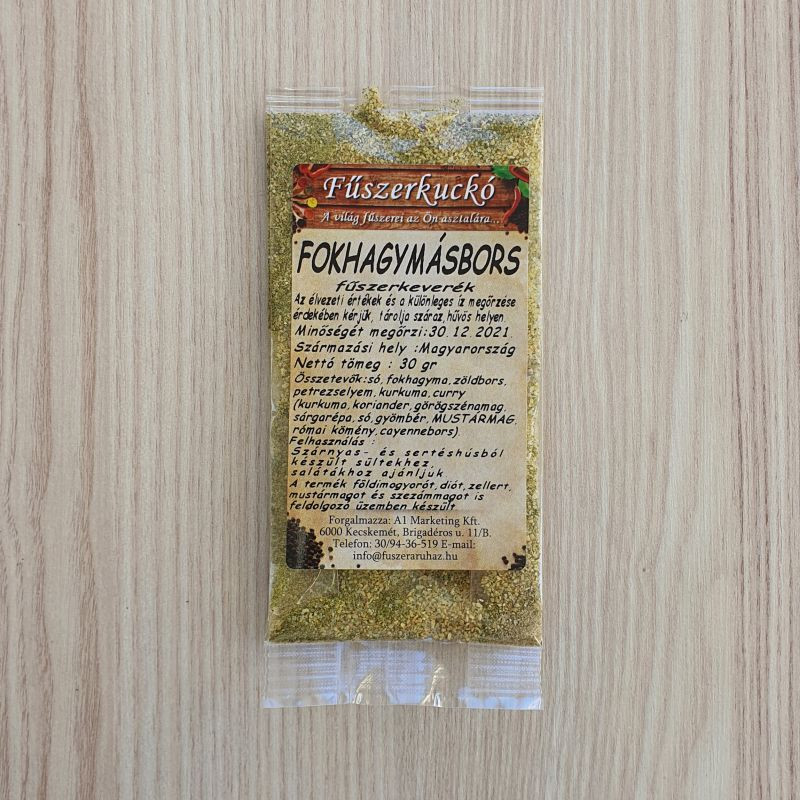 Fűszerkuckó
A világ fűszerei az Ön asztalára...
FOKHAGYMÁSBORS
fűszerkeverék
Az élvezeti értékek és a különleges íz megőrzése
érdekében kérjük, tárolja száraz,hűvös helyen.
Minőségét megőrzi:30.12.2021.
Származási hely :Magyarország
Nettó tömeg : 30 gr
Összetevők:só,fokhagyma,zöldbors,
petrezselyem,kurkuma,curry
(kurkuma,koriander,görögszénamag,
sárgarépa,só,gyömbér,MUSTÁRMAG,
római kömény,cayennebors).
Felhasználás :
Szárnyas- és sertéshúsból
készült sültekhez,
salátákhoz ajánljuk.
A termék földimogyorót,diót,zellert,
mustármagot és szezámmagot is
feldolgozó üzemben készült.
Forgalmazza: A1 Marketing Kft.
6000 Kecskemét, Brigadéros u. 11/B.
Telefon: 30/94-36-519 E-mail:
info@fuszeraruhaz.hu